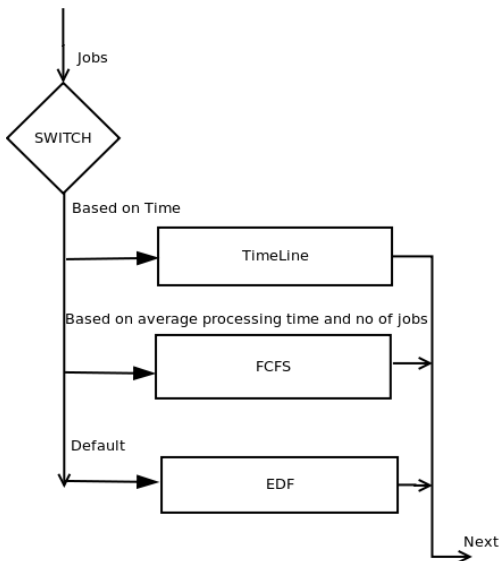 Jobs
SWITCH
Based on Time
TimeLine
Based on average processing time and no of jobs
FCFS
Default
EDF
Next